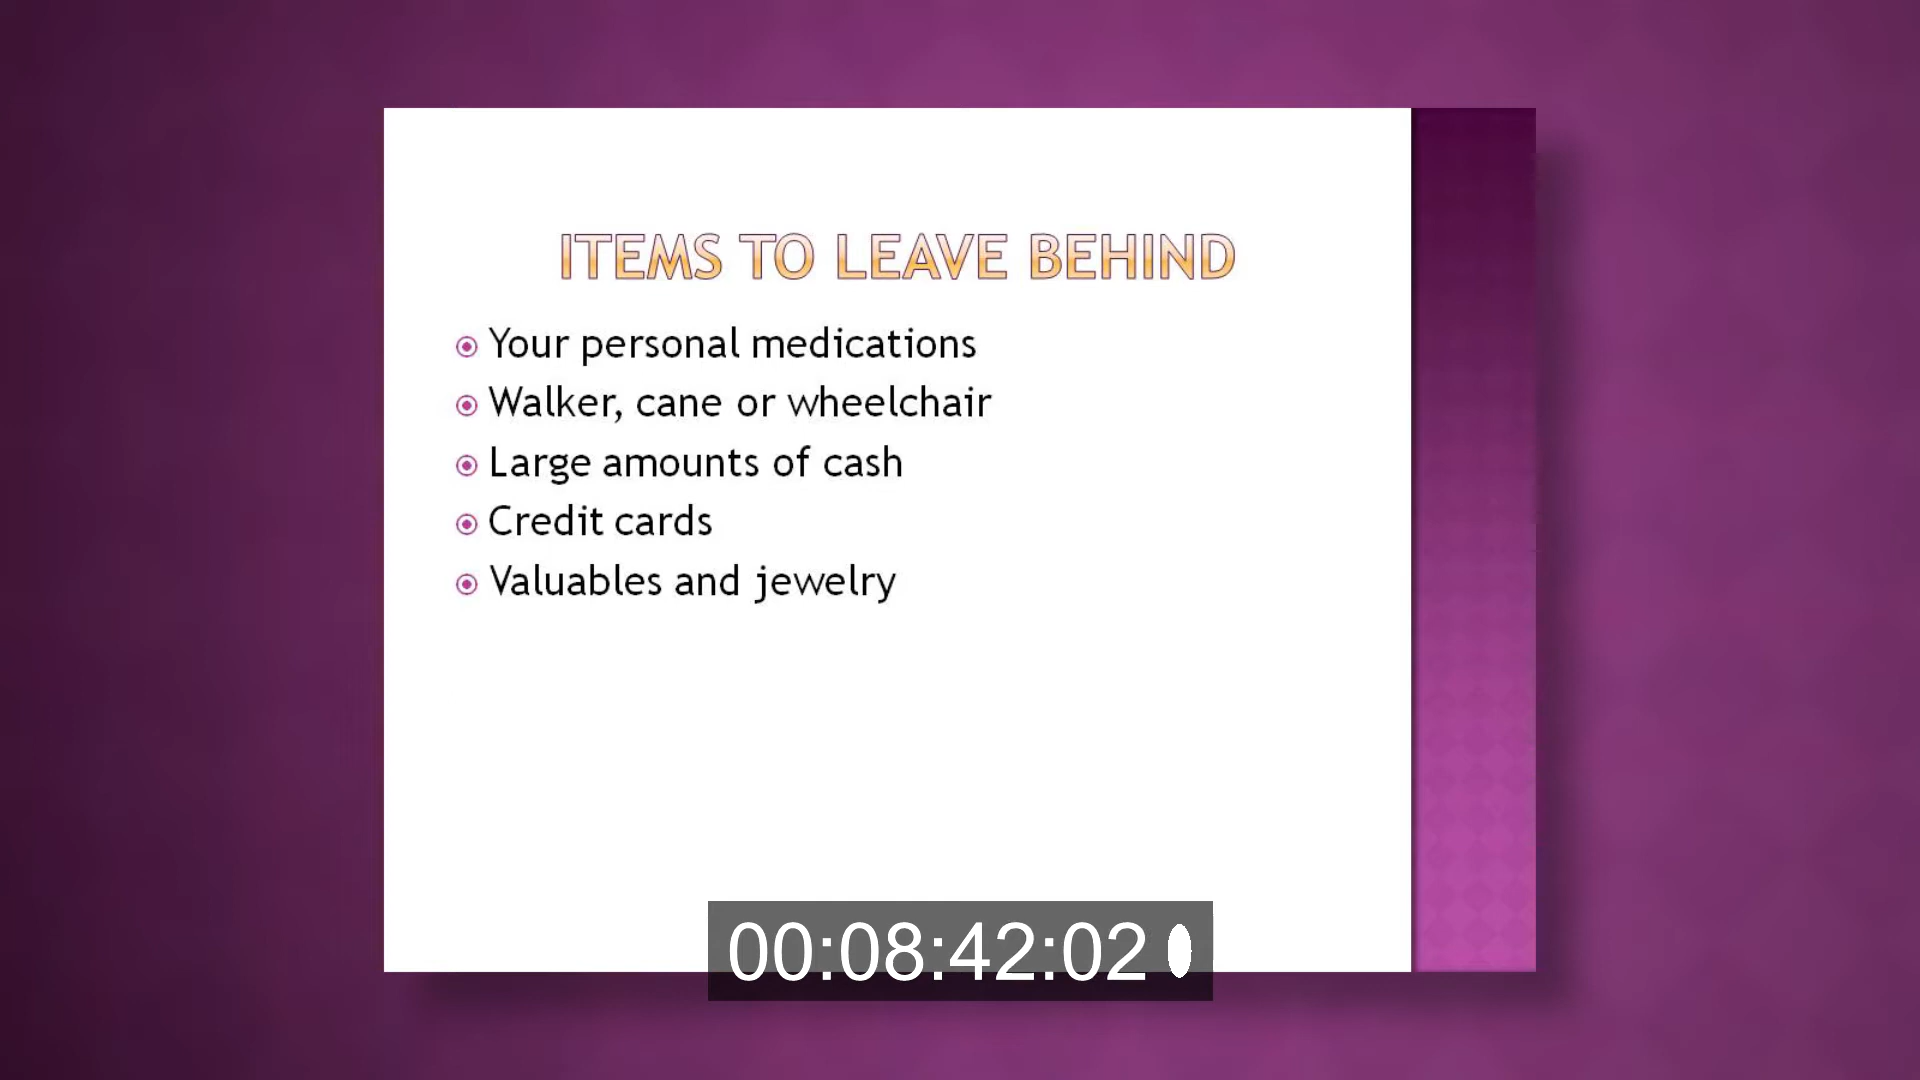 ITEMS TO LEAVE BEHIND
Your personal medications
Walker, cane or wheelchair
Large amounts of cash
Credit cards
Valuables and jewelry
00:08:42:02